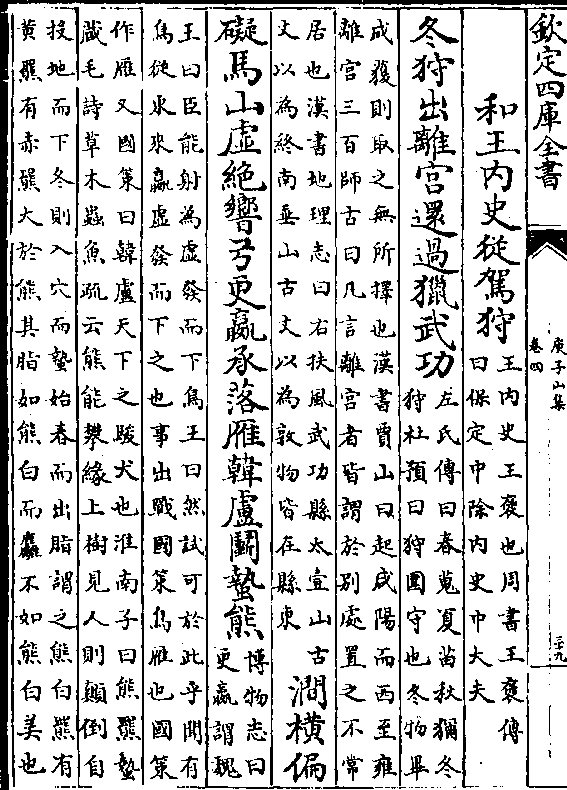 欽定四庫全書
庾子山集
卷四
二十九
和王内史從駕狩
王内史王褒也周書王褒傳
曰保定中除内史中大夫
冬狩出離宮還過獵武功
左氏傳曰春蒐夏苗秋獮冬
狩杜預曰狩圍守也冬物畢
成獲則取之無所擇也漢書賈山曰起咸陽而西至雍
離宮三百師古曰凡言離宮者皆謂於别處置之不常
居也漢書地理志曰右扶風武功縣太壹山古
文以為終南垂山古文以為敦物皆在縣東
澗横偏
礙馬山虚絶響弓更嬴承落雁韓盧鬭蟄熊
博物志曰
更嬴謂魏
王曰臣能射為虚發而下鳥王曰然試可於此乎聞有
鳥從東來嬴虚發而下之也事出戰國策鳥雁也國策
作雁又國策曰韓盧天下之駿犬也淮南子曰熊羆蟄
藏毛詩草木蟲魚疏云熊能攀緣上樹見人則顛倒自
投地而下冬則入穴而蟄始春而出脂謂之熊白羆有
黄羆有赤羆大於熊其脂如熊白而麤不如熊白美也